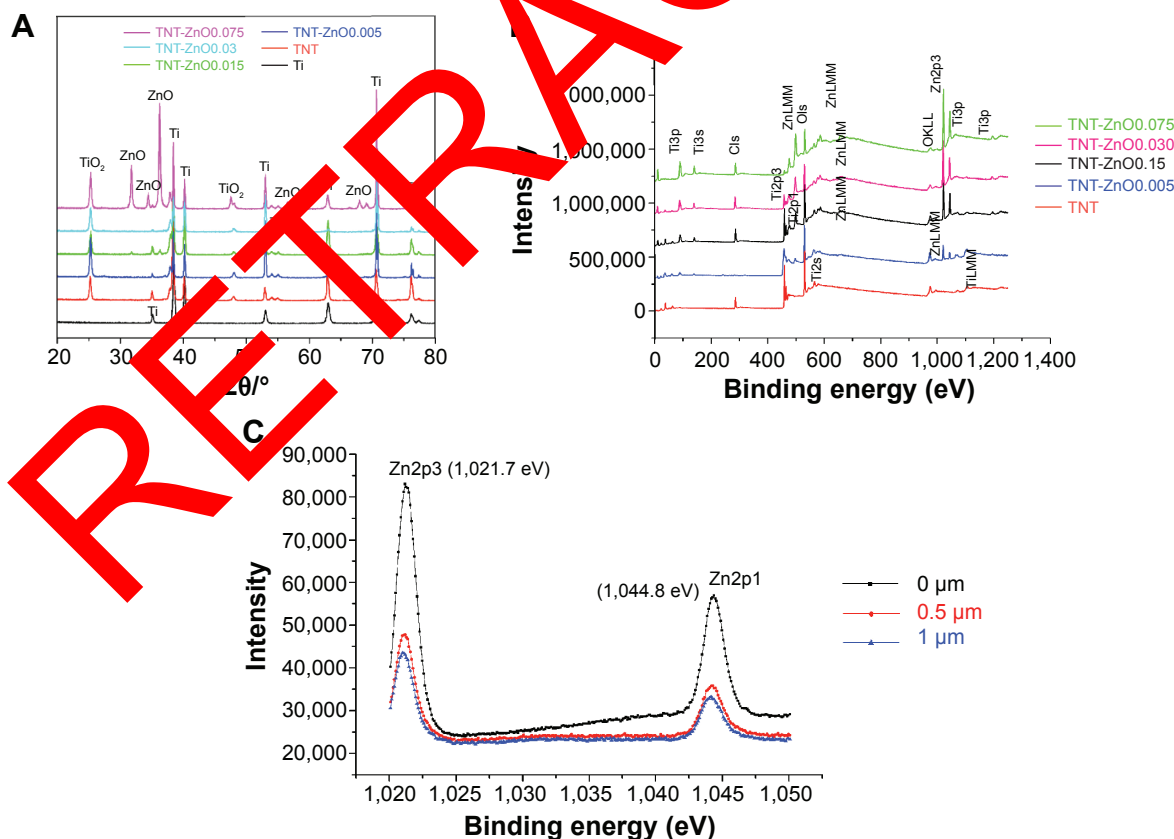 A
TNT-ZnO0.075
TNT-ZnO0.005
TNT-ZnO0.03
TNT
TNT-ZnO0.015
Ti
TiO2
ZnO
ZnO
ZnO
Ti
Ti
TiO2
Ti
ZnO
ZnO
Ti
Ti
20
30
40
60
70
80
2θ/°
Intensity
000,000
1,500,000
1,000,000
500,000
0
Ti3p
Ti3s
Cls
Ti2p3
Ti2p1
ZnLMM
Ols
ZnLMM
ZnLMM
ZnLMM
Ti2s
OKLL
ZnLMM
Zn2p3
Ti3p
TiLMM
Ti3p
TNT-ZnO0.075
TNT-ZnO0.030
TNT-ZnO0.15
TNT-ZnO0.005
TNT
0
200
400
600
800
1,000
1,200
1,400
Binding energy (eV)
C
Intensity
90,000
80,000
70,000
60,000
50,000
40,000
30,000
20,000
Zn2p3 (1,021.7 eV)
(1,044.8 eV)
Zn2p1
0 µm
0.5 µm
1 µm
1,020
1,025
1,030
1,035
1,040
1,045
1,050
Binding energy (eV)
RETRAC